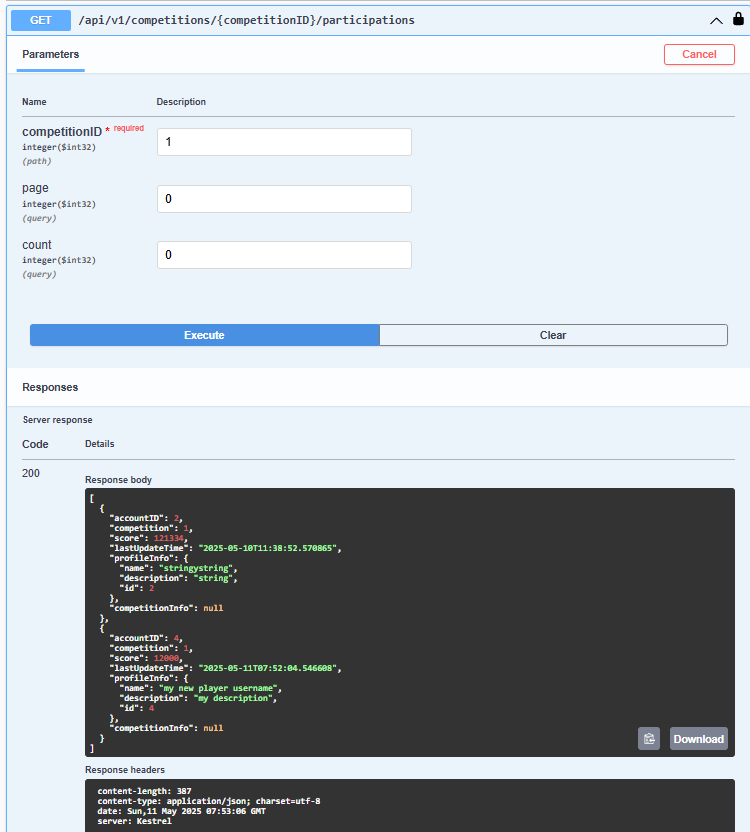 GET /api/v1/competitions/{competitionID}/participations
Parameters
Cancel
Name Description
competitionID * required
integer($int32)
(path)
1
page
integer($int32)
(query)
0
count
integer($int32)
(query)
0
Execute Clear
Responses
Server response
Code Details
200
Response body
[
  {
    "accountID": 2,
    "competition": 1,
    "score": 121334,
    "lastUpdateTime": "2025-05-10T11:38:52.570865",
    "profileInfo": {
      "name": "stringystring",
      "description": "string",
      "id": 2
    },
    "competitionInfo": null
  },
  {
    "accountID": 4,
    "competition": 1,
    "score": 12000,
    "lastUpdateTime": "2025-05-11T07:52:04.546608",
    "profileInfo": {
      "name": "my new player username",
      "description": "my description",
      "id": 4
    },
    "competitionInfo": null
  }
]
Download
Response headers
content-length: 387
content-type: application/json; charset=utf-8
date: Sun,11 May 2025 07:53:06 GMT
server: Kestrel